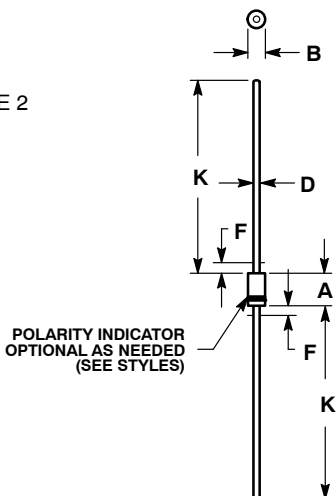 B
E 2
K
D
F
A
POLARITY INDICATOR
OPTIONAL AS NEEDED
(SEE STYLES)
F
K